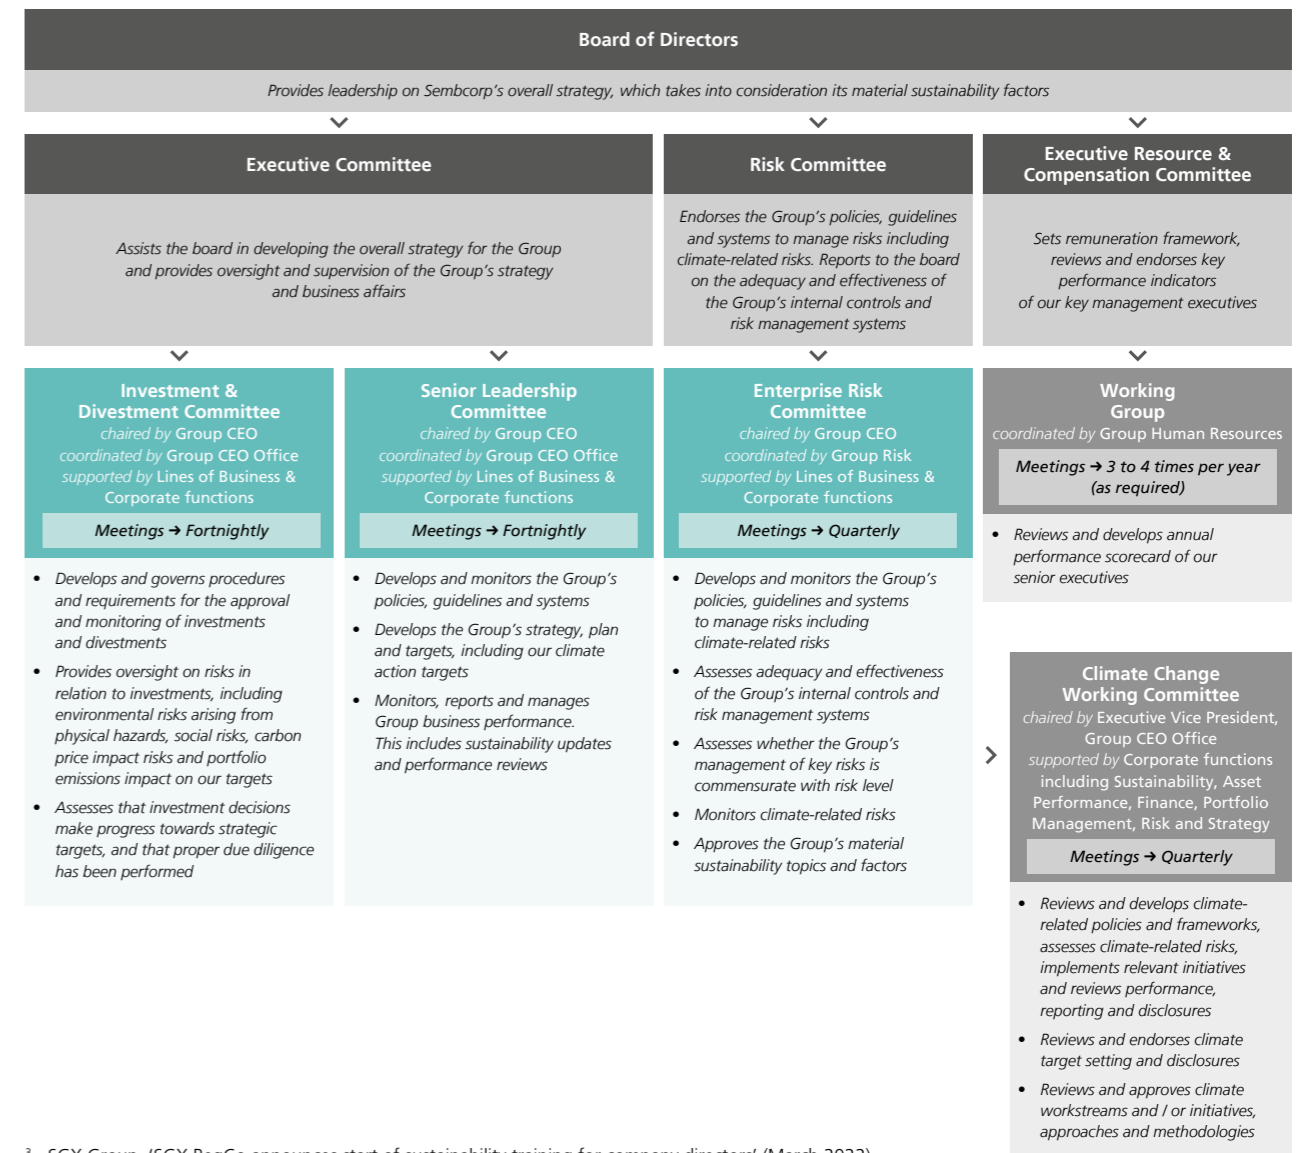 Board of Directors
Provides leadership on Sembcorp's overall strategy, which takes into consideration its material sustainability factors
Executive Committee
Assists the board in developing the overall strategy for the Group
and provides oversight and supervision of the Group's strategy
and business affairs
Risk Committee
Endorses the Group's policies, guidelines
and systems to manage risks including
climate-related risks. Reports to the board
on the adequacy and effectiveness of
the Group's internal controls and
risk management systems
Executive Resource &
Compensation Committee
Sets remuneration framework,
reviews and endorses key
performance indicators
of our key management executives
Investment &
Divestment Committee
chaired by Group CEO
coordinated by Group CEO Office
supported by Lines of Business &
Corporate functions
Meetings ➔ Fortnightly
• Develops and governs procedures
and requirements for the approval
and monitoring of investments
and divestments
• Provides oversight on risks in
relation to investments, including
environmental risks arising from
physical hazards, social risks, carbon
price impact risks and portfolio
emissions impact on our targets
• Assesses that investment decisions
make progress towards strategic
targets, and that proper due diligence
has been performed
Senior Leadership
Committee
chaired by Group CEO
coordinated by Group CEO Office
supported by Lines of Business &
Corporate functions
Meetings ➔ Fortnightly
• Develops and monitors the Group's
policies, guidelines and systems
• Develops the Group's strategy, plan
and targets, including our climate
action targets
• Monitors, reports and manages
Group business performance.
This includes sustainability updates
and performance reviews
Enterprise Risk
Committee
chaired by Group CEO
coordinated by Group Risk
supported by Lines of Business &
Corporate functions
Meetings ➔ Quarterly
• Develops and monitors the Group's
policies, guidelines and systems
to manage risks including
climate-related risks
• Assesses adequacy and effectiveness
of the Group's internal controls and
risk management systems
• Assesses whether the Group's
management of key risks is
commensurate with risk level
• Monitors climate-related risks
• Approves the Group's material
sustainability topics and factors
Working
Group
coordinated by Group Human Resources
Meetings ➔ 3 to 4 times per year
(as required)
• Reviews and develops annual
performance scorecard of our
senior executives
Climate Change
Working Committee
chaired by Executive Vice President,
Group CEO Office
supported by Corporate functions
including Sustainability, Asset
Performance, Finance, Portfolio
Management, Risk and Strategy
Meetings ➔ Quarterly
• Reviews and develops climate-
related policies and frameworks,
assesses climate-related risks,
implements relevant initiatives
and reviews performance,
reporting and disclosures
• Reviews and endorses climate
target setting and disclosures
• Reviews and approves climate
workstreams and / or initiatives,
approaches and methodologies
SGX Group, 'SGX RegCo announces start of sustainability training for company directors' (March 2022)